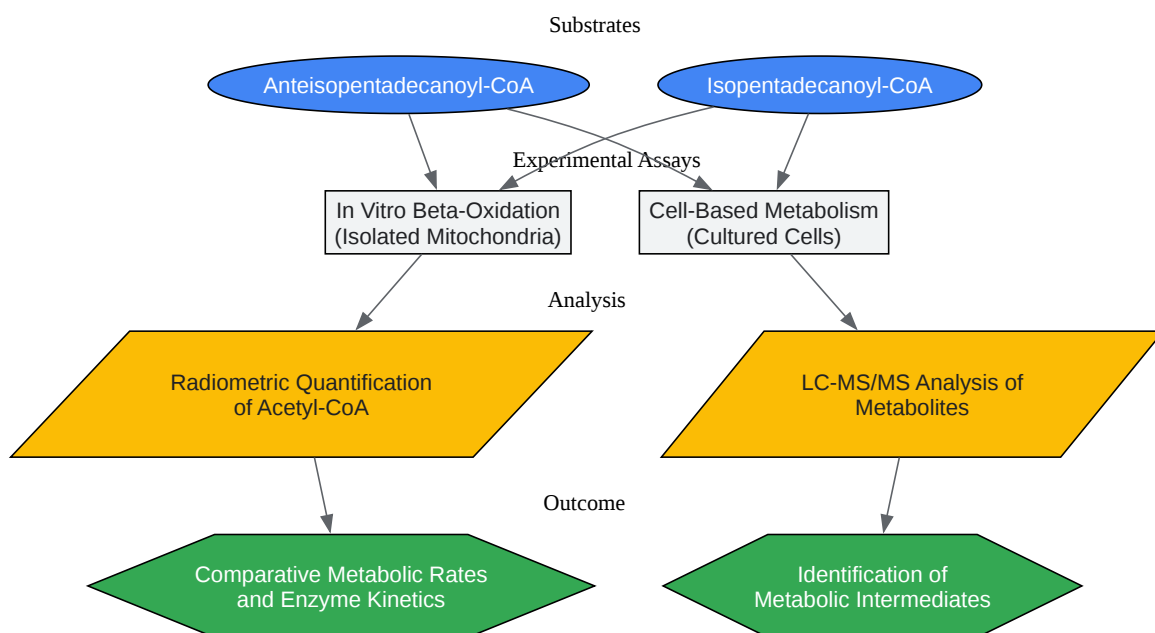 Substrates
Anteisopentadecanoyl-CoA
Isopentadecanoyl-CoA
Experimental Assays
In Vitro Beta-Oxidation
(Isolated Mitochondria)
Cell-Based Metabolism
(Cultured Cells)
Analysis
Radiometric Quantification
of Acetyl-CoA
LC-MS/MS Analysis of
Metabolites
Outcome
Comparative Metabolic Rates
and Enzyme Kinetics
Identification of
Metabolic Intermediates